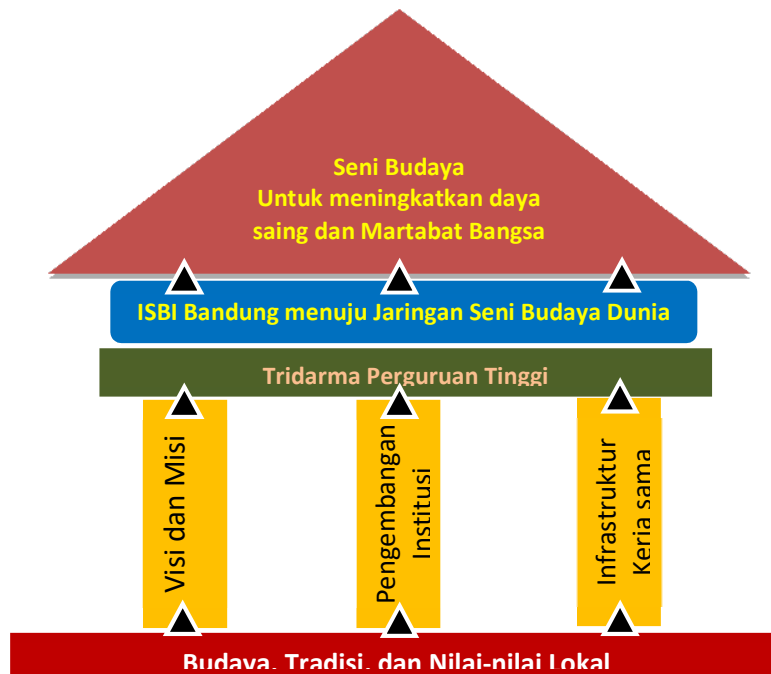 Seni Budaya
Untuk meningkatkan daya
saing dan Martabat Bangsa
ISBI Bandung menuju Jaringan Seni Budaya Dunia
Tridarma Perguruan Tinggi
Visi dan Misi
Pengembangan
Institusi
Infrastruktur
Kerja sama
Budaya, Tradisi, dan Nilai-nilai Lokal